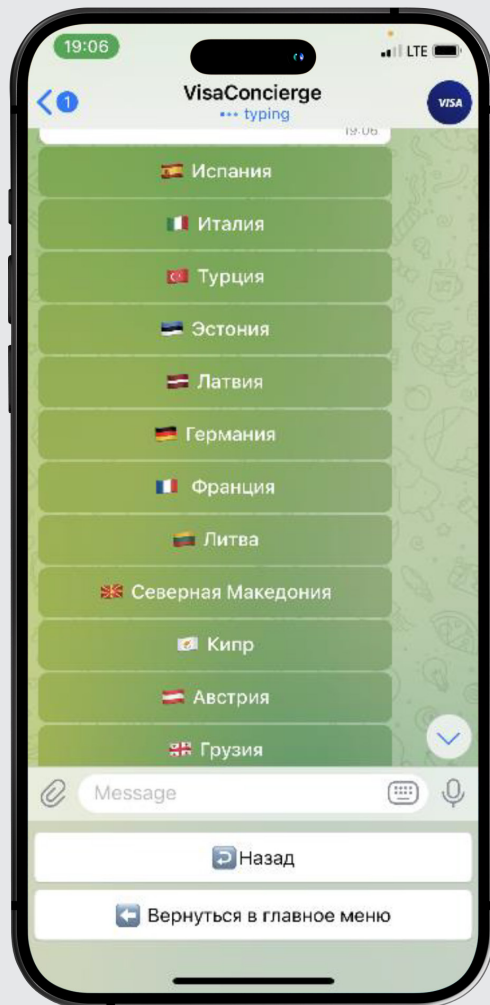 19:06
LTE
1
VisaConcierge
••• typing
VISA
19:06
Испания
Италия
Турция
Эстония
Латвия
Германия
Франция
Литва
Северная Македония
Кипр
Австрия
Грузия
Message
Назад
Вернуться в главное меню